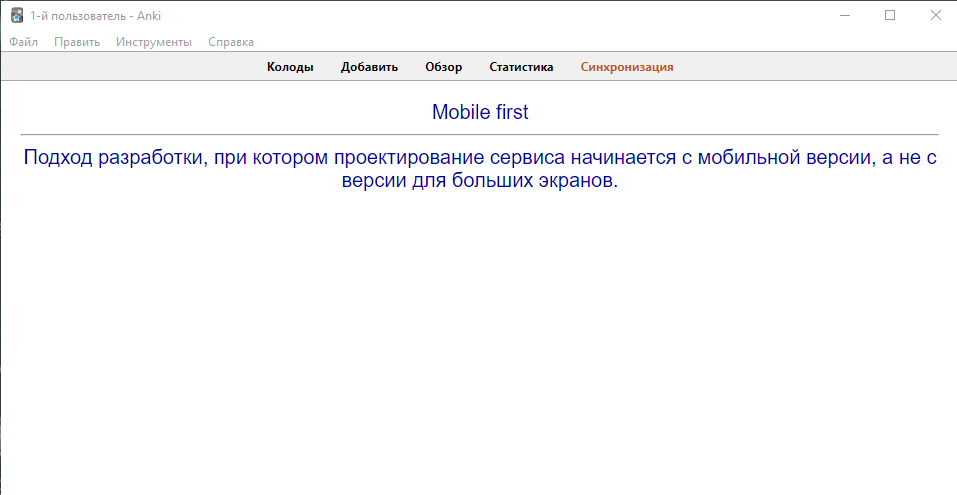 1-й пользователь - Anki
Файл Править Инструменты Справка
Колоды Добавить Обзор Статистика Синхронизация
Mobile first
Подход разработки, при котором проектирование сервиса начинается с мобильной версии, а не с
версии для больших экранов.